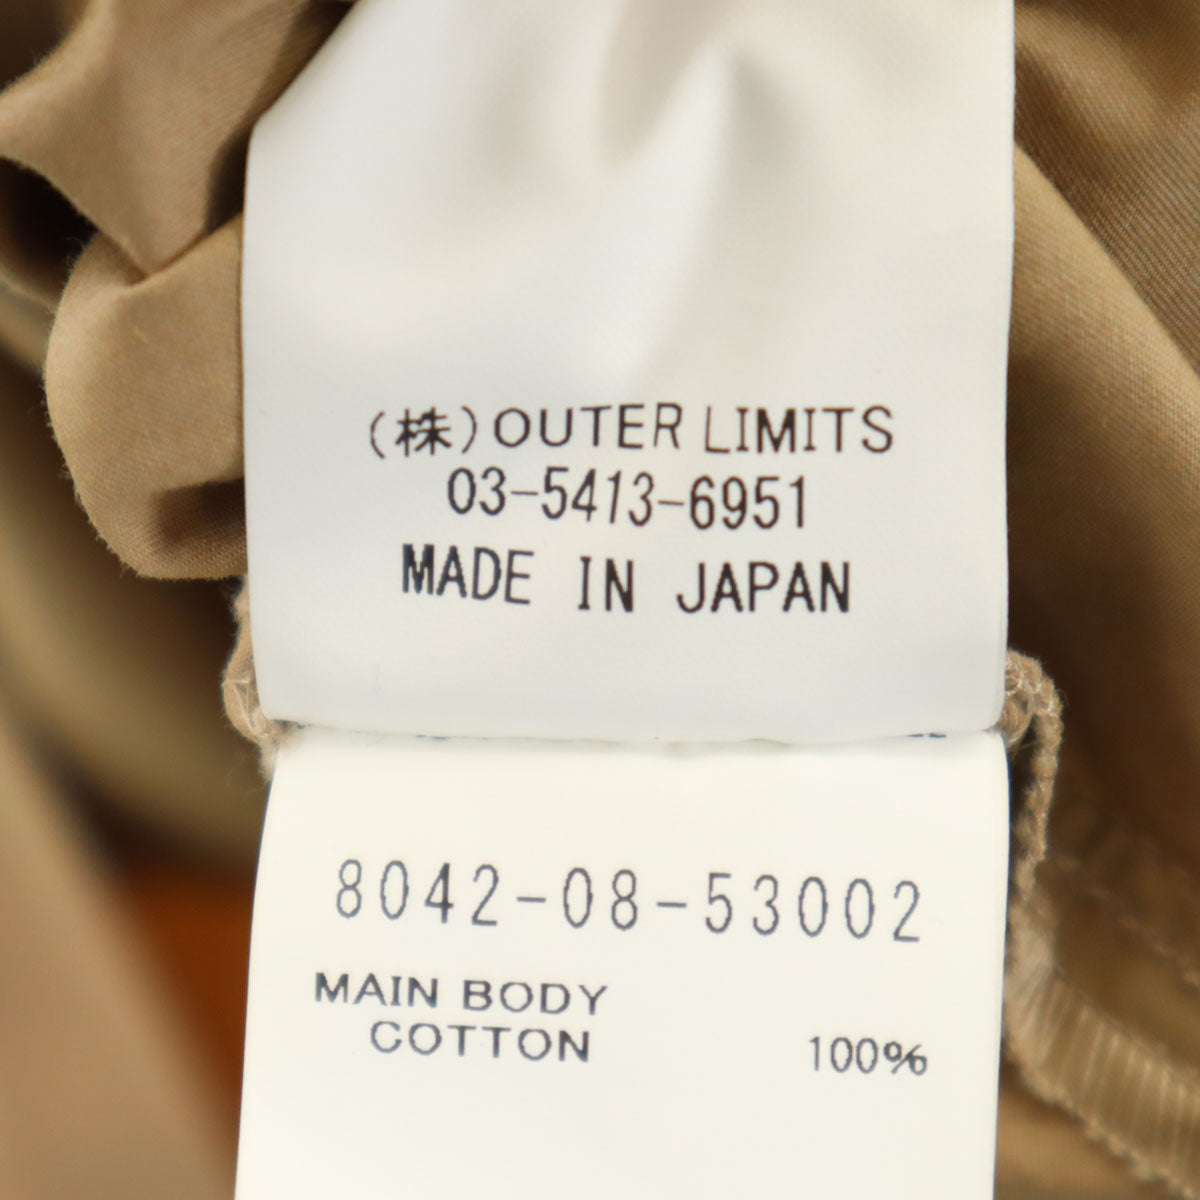 (株) OUTER LIMITS
03-5413-6951
MADE IN JAPAN
8042-08-53002
MAIN BODY
COTTON 100%